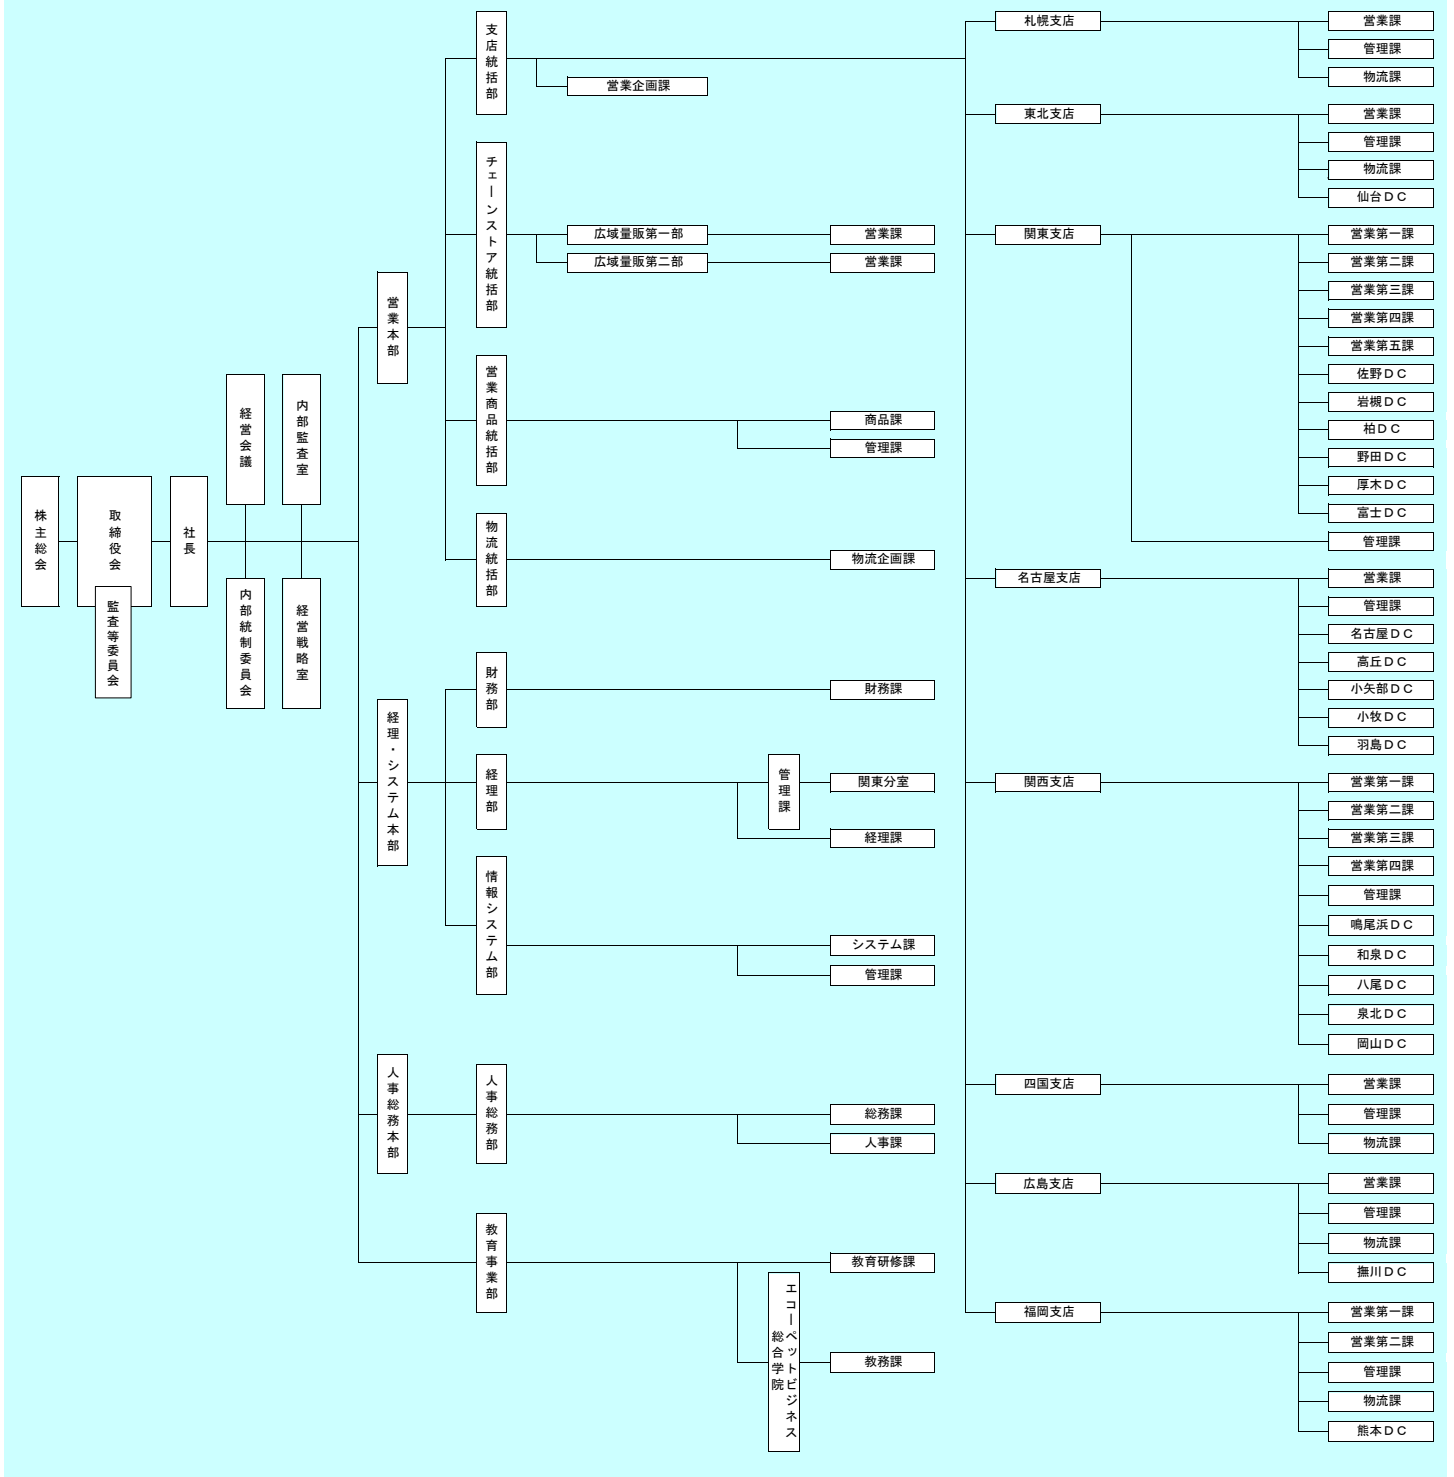 株主総会
取締役会
監査等委員会
社長
経営会議
内部監査室
内部統制委員会
経営戦略室
営業本部
支店統括部
営業企画課
チェーンストア統括部
広域量販第一部
営業課
広域量販第二部
営業課
営業商品統括部
商品課
管理課
物流統括部
物流企画課
経理・システム本部
財務部
財務課
経理部
管理課
関東分室
経理課
情報システム部
システム課
管理課
人事総務本部
人事総務部
総務課
人事課
教育事業部
教育研修課
エコーペットビジネス
総合学院
教務課
札幌支店
営業課
管理課
物流課
東北支店
営業課
管理課
物流課
仙台ＤＣ
関東支店
営業第一課
営業第二課
営業第三課
営業第四課
営業第五課
佐野ＤＣ
岩槻ＤＣ
柏ＤＣ
野田ＤＣ
厚木ＤＣ
富士ＤＣ
管理課
名古屋支店
営業課
管理課
名古屋ＤＣ
高丘ＤＣ
小矢部ＤＣ
小牧ＤＣ
羽島ＤＣ
関西支店
営業第一課
営業第二課
営業第三課
営業第四課
管理課
鳴尾浜ＤＣ
和泉ＤＣ
八尾ＤＣ
泉北ＤＣ
岡山ＤＣ
四国支店
営業課
管理課
物流課
広島支店
営業課
管理課
物流課
撫川ＤＣ
福岡支店
営業第一課
営業第二課
管理課
物流課
熊本ＤＣ